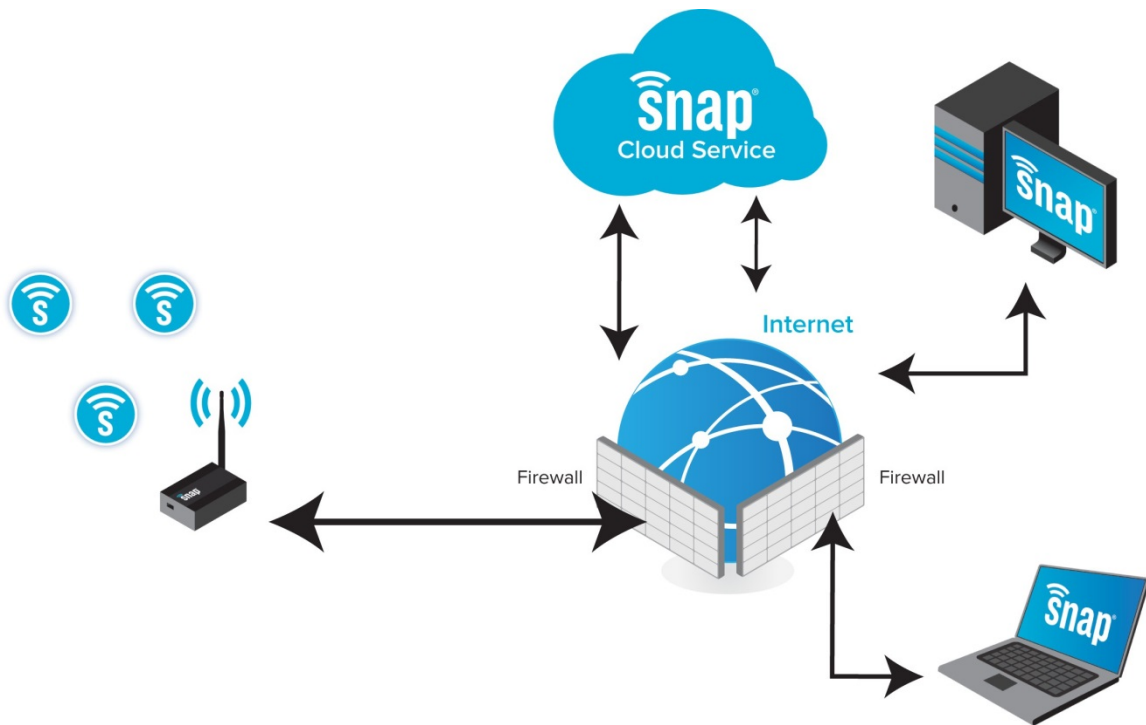 snap®
Cloud Service
snap®
Internet
S
S
S
snap
Firewall
Firewall
snap®